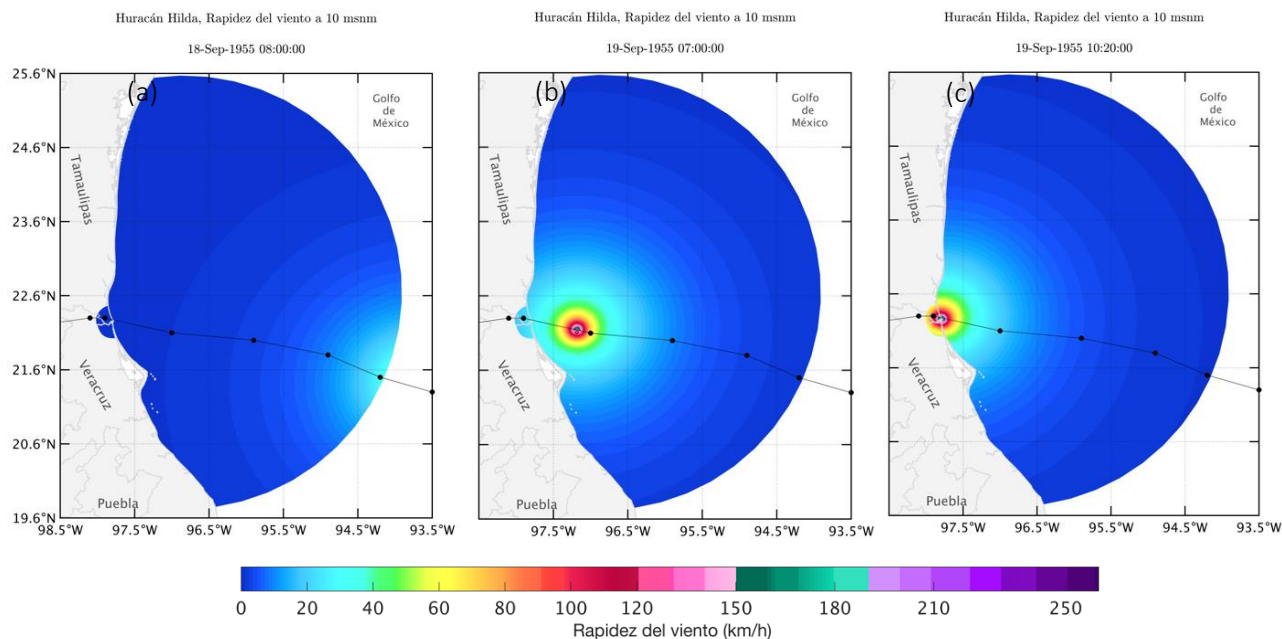 Huracán Hilda, Rapidez del viento a 10 msnm
18-Sep-1955 08:00:00
(a)
Golfo
de
México
Tamaulipas
Veracruz
Puebla
25.6°N
24.6°N
23.6°N
22.6°N
21.6°N
20.6°N
19.6°N
98.5°W 97.5°W 96.5°W 95.5°W 94.5°W 93.5°W
Huracán Hilda, Rapidez del viento a 10 msnm
19-Sep-1955 07:00:00
(b)
Golfo
de
México
Tamaulipas
Veracruz
Puebla
97.5°W 96.5°W 95.5°W 94.5°W 93.5°W
Huracán Hilda, Rapidez del viento a 10 msnm
19-Sep-1955 10:20:00
(c)
Golfo
de
México
Tamaulipas
Veracruz
Puebla
97.5°W 96.5°W 95.5°W 94.5°W 93.5°W
0 20 40 60 80 100 120 150 180 210 250
Rapidez del viento (km/h)